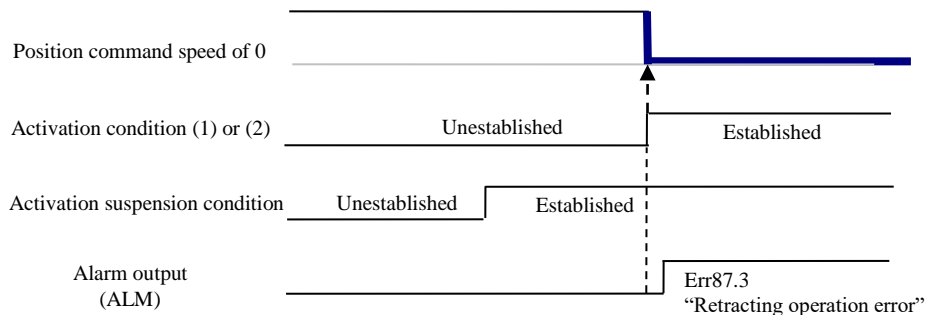 Position command speed of 0
Activation condition (1) or (2)
Unestablished
Established
Activation suspension condition
Unestablished
Established
Alarm output
(ALM)
Err87.3
“Retracting operation error”